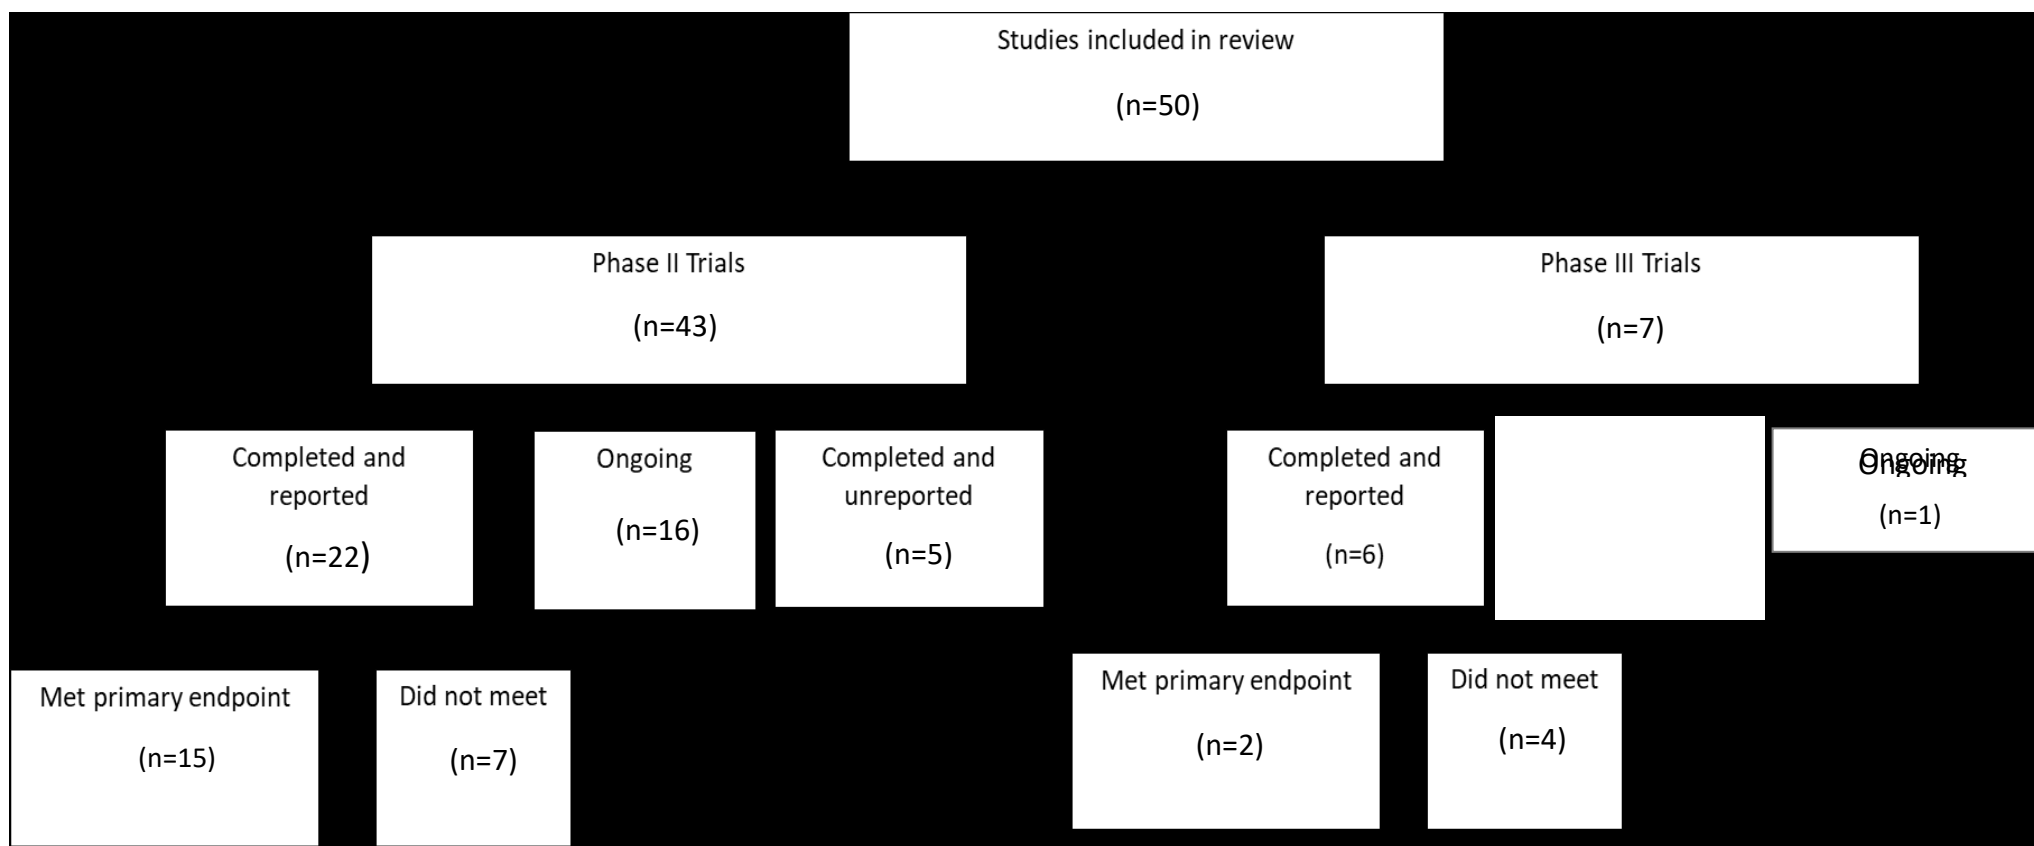 Studies included in review
(n=50)
Phase II Trials
(n=43)
Phase III Trials
(n=7)
Completed and
reported
(n=22)
Ongoing
(n=16)
Completed and
unreported
(n=5)
Completed and
reported
(n=6)
Ongoing
Ongoing
(n=1)
Met primary endpoint
(n=15)
Did not meet
(n=7)
Met primary endpoint
(n=2)
Did not meet
(n=4)